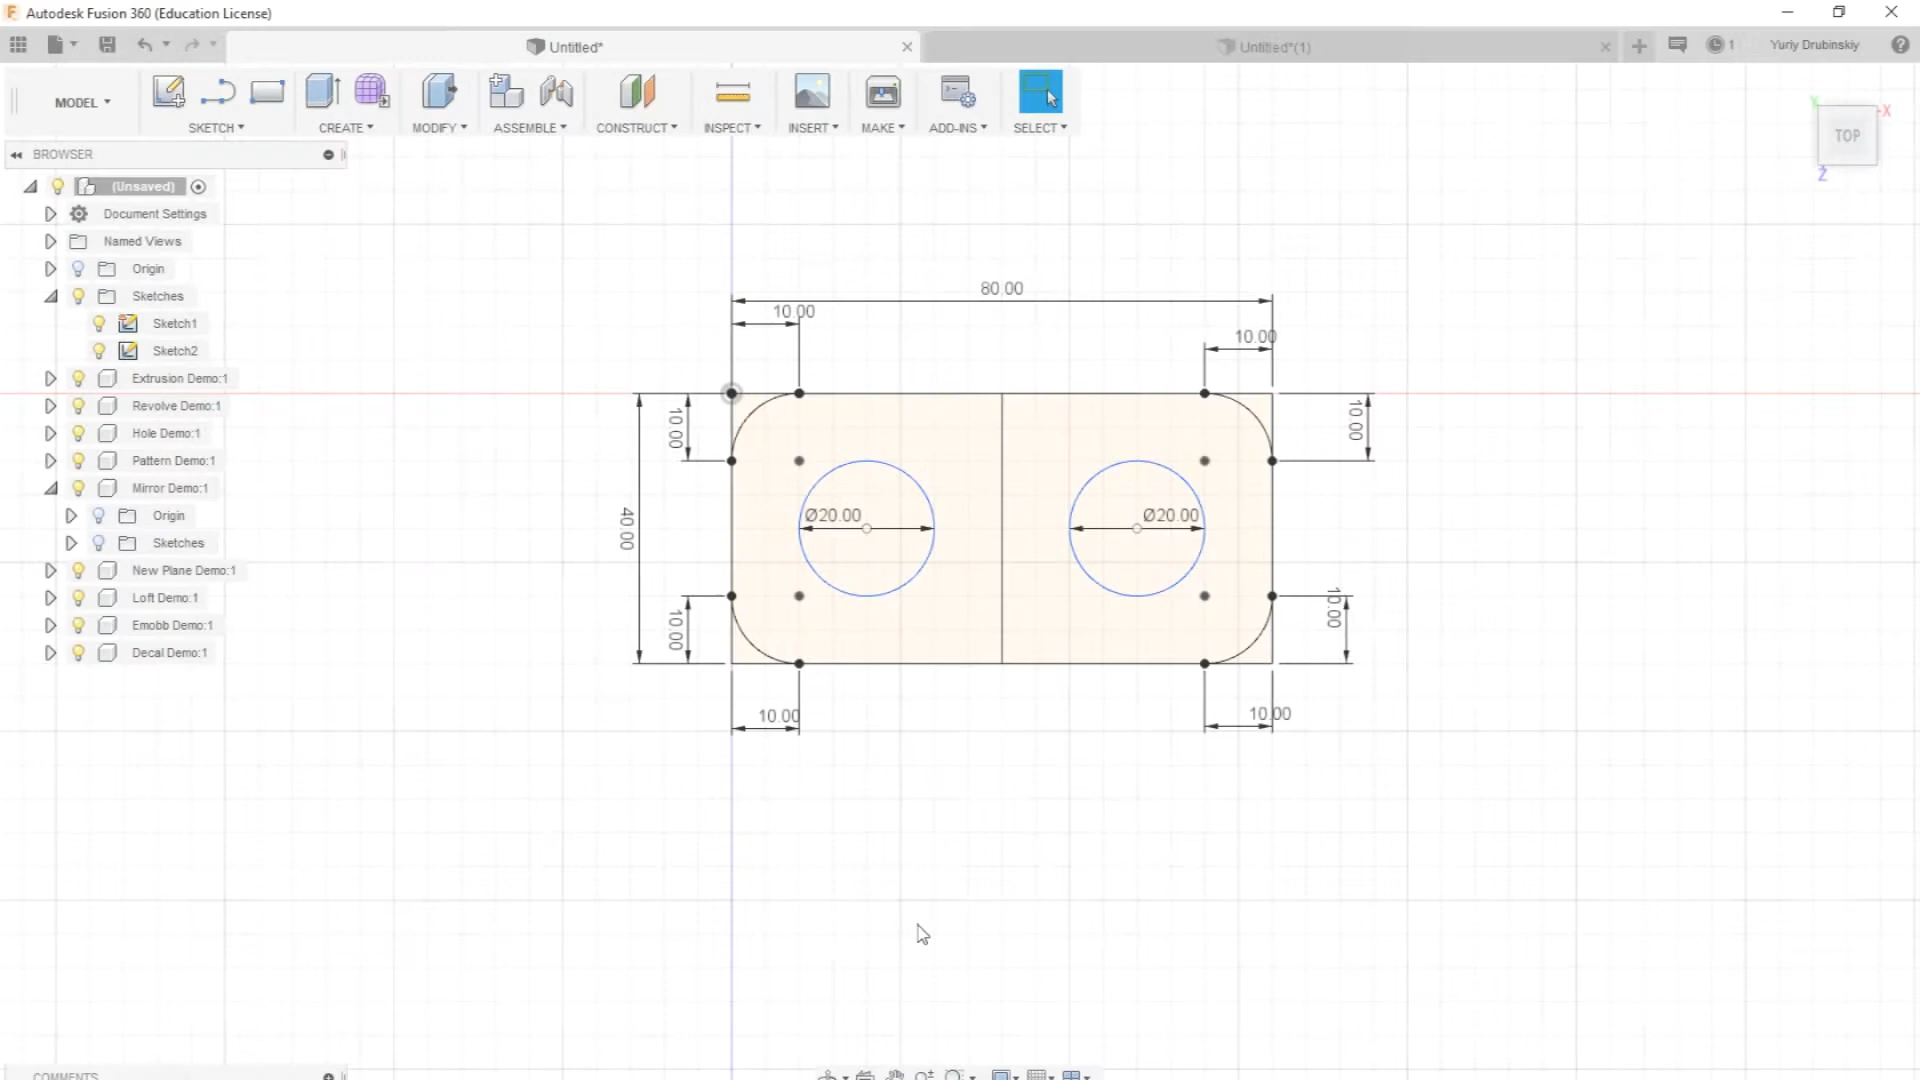 Autodesk Fusion 360 (Education License)
Untitled*
Untitled*(1)
1
Yuriy Drubinskiy
MODEL
SKETCH
CREATE
MODIFY
ASSEMBLE
CONSTRUCT
INSPECT
INSERT
MAKE
ADD-INS
SELECT
BROWSER
(Unsaved)
Document Settings
Named Views
Origin
Sketches
Sketch1
Sketch2
Extrusion Demo:1
Revolve Demo:1
Hole Demo:1
Pattern Demo:1
Mirror Demo:1
Origin
Sketches
New Plane Demo:1
Loft Demo:1
Emobb Demo:1
Decal Demo:1
Y
X
TOP
Z
80.00
10.00
10.00
10.00
10.00
40.00
Ø20.00
Ø20.00
10.00
10.00
10.00
10.00
COMMENTS